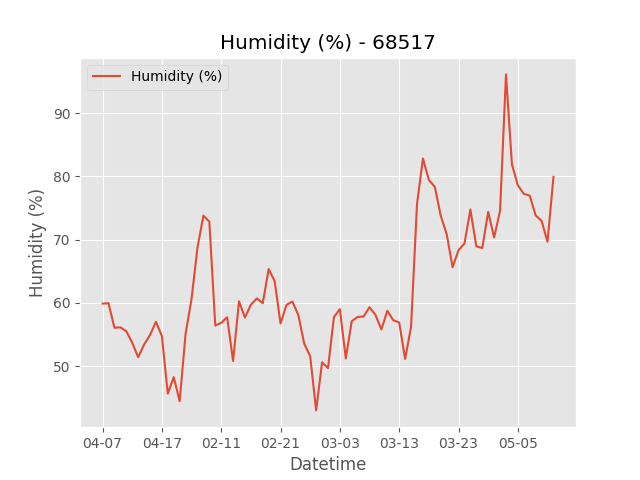 Humidity (%) - 68517
Humidity (%)
90
80
70
60
50
Humidity (%)
04-07 04-17 02-11 02-21 03-03 03-13 03-23 05-05
Datetime